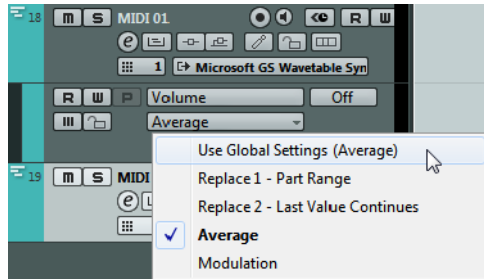 18 m S MIDI 01 R W
e
1 Microsoft GS Wavetable Syn
R W P Volume Off
Average
Use Global Settings (Average)
19 m S MIDI Replace 1 - Part Range
e Replace 2 - Last Value Continues
Average
Modulation